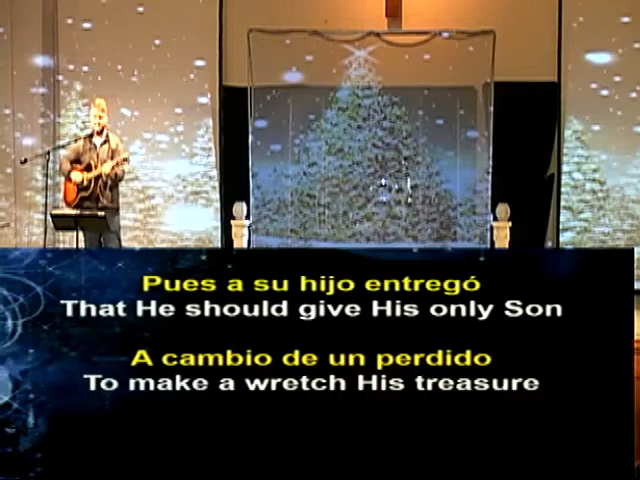 Pues a su hijo entregó
That He should give His only Son
A cambio de un perdido
To make a wretch His treasure